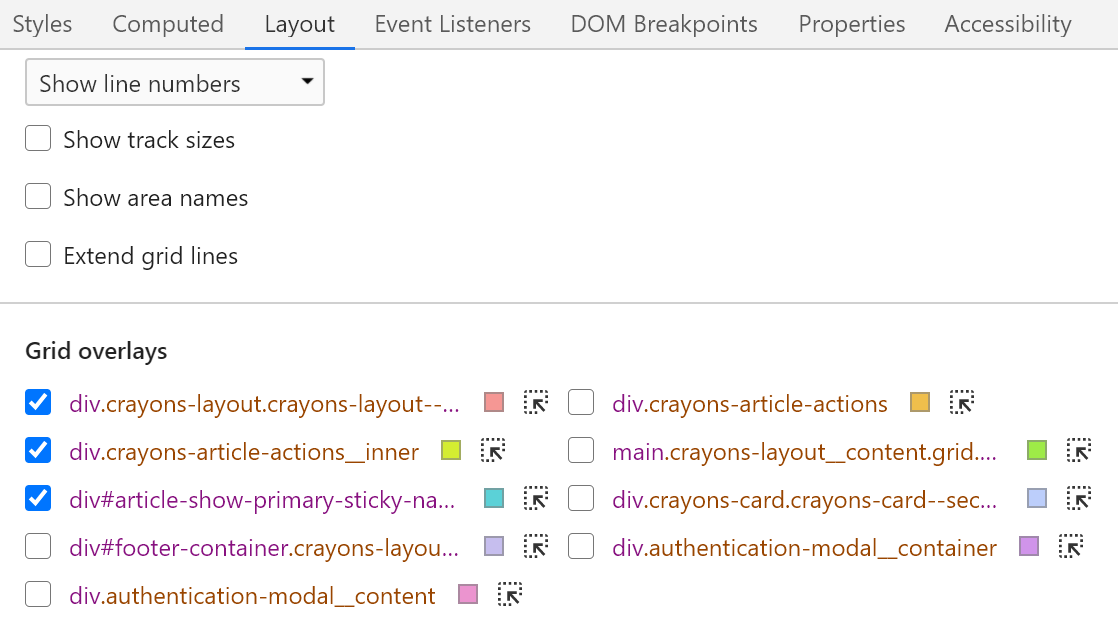 Styles Computed Layout Event Listeners DOM Breakpoints Properties Accessibility
Show line numbers
Show track sizes
Show area names
Extend grid lines
Grid overlays
div.crayons-layout.crayons-layout--... div.crayons-article-actions
div.crayons-article-actions__inner main.crayons-layout__content.grid....
div#article-show-primary-sticky-na... div.crayons-card.crayons-card--sec...
div#footer-container.crayons-layou... div.authentication-modal__container
div.authentication-modal__content